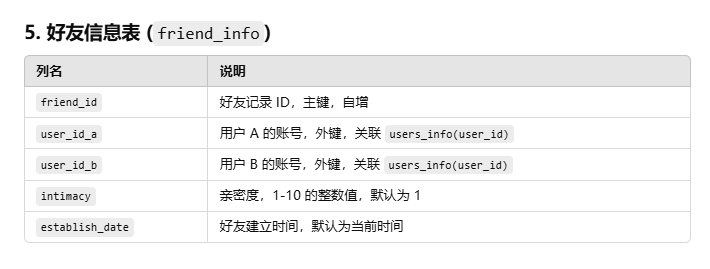 5. 好友信息表 (friend_info)
列名 说明
friend_id 好友记录 ID，主键，自增
user_id_a 用户 A 的账号，外键，关联 users_info(user_id)
user_id_b 用户 B 的账号，外键，关联 users_info(user_id)
intimacy 亲密度，1-10 的整数值，默认为 1
establish_date 好友建立时间，默认为当前时间